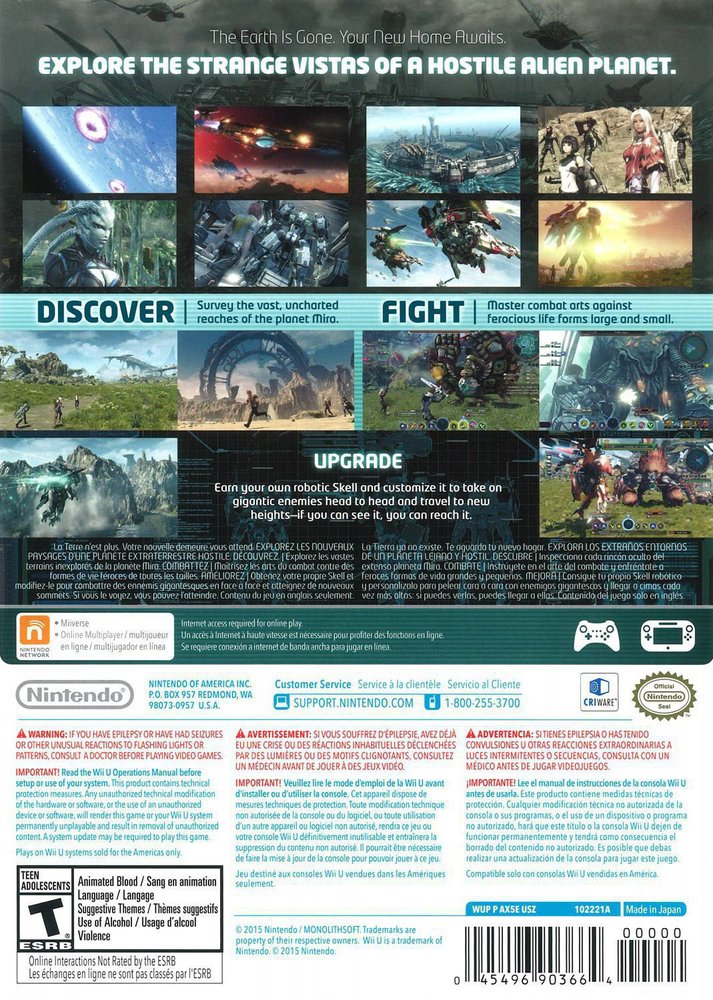 The Earth Is Gone. Your New Home Awaits.
EXPLORE THE STRANGE VISTAS OF A HOSTILE ALIEN PLANET.
DISCOVER
Survey the vast, uncharted
reaches of the planet Mira.
FIGHT
Master combat arts against
ferocious life forms large and small.
UPGRADE
Earn your own robotic Skell and customize it to take on
gigantic enemies head to head and travel to new
heights—if you can see it, you can reach it.
La Terre n'est plus. Votre nouvelle demeure vous attend. EXPLOREZ LES NOUVEAUX
PAYSAGES D'UNE PLANÈTE EXTRATERRESTRE HOSTILE. DÉCOUVREZ | Explorez les vastes
terrains inexplorés de la planète Mira. COMBATTEZ | Maîtrisez les arts du combat contre des
formes de vie féroces de toutes les tailles. AMÉLIOREZ | Obtenez votre propre Skell et
modifiez-le pour combattre des ennemis gigantesques en face à face et atteignez de nouveaux
sommets. Si vous le voyez, vous pouvez l'atteindre. Contenu du jeu en anglais seulement.
La Tierra ya no existe. Te aguarda tu nuevo hogar. EXPLORA LOS EXTRAÑOS ENTORNOS
DE UN PLANETA LEJANO Y HOSTIL. DESCUBRE | Inspecciona cada rincón oculto del
extenso planeta Mira. COMBATE | Instrúyete en el arte del combate y enfréntate a
feroces formas de vida grandes y pequeñas. MEJORA | Consigue tu propio Skell robótico
y personalízalo para pelear cara a cara con enemigos gigantescos y llegar a cimas cada
vez más altas: si puedes verlas, puedes llegar a ellas. Contenido del juego solo en inglés.
NINTENDO
NETWORK
• Miiverse
• Online Multiplayer / multijoueur
en ligne / multijugador en línea
Internet access required for online play.
Un accès à Internet à haute vitesse est nécessaire pour profiter des fonctions en ligne.
Se requiere conexión a internet de banda ancha para jugar en línea.
Nintendo
NINTENDO OF AMERICA INC.
P.O. BOX 957 REDMOND, WA
98073-0957 U.S.A.
Customer Service Service à la clientèle Servicio al Cliente
SUPPORT.NINTENDO.COM 1-800-255-3700
CRIWARE
Official
Nintendo
Seal
WARNING: IF YOU HAVE EPILEPSY OR HAVE HAD SEIZURES
OR OTHER UNUSUAL REACTIONS TO FLASHING LIGHTS OR
PATTERNS, CONSULT A DOCTOR BEFORE PLAYING VIDEO GAMES.
IMPORTANT! Read the Wii U Operations Manual before
setup or use of your system. This product contains technical
protection measures. Any unauthorized technical modification
of the hardware or software, or the use of an unauthorized
device or software, will render this game or your Wii U system
permanently unplayable and result in removal of unauthorized
content. A system update may be required to play this game.
Plays on Wii U systems sold for the Americas only.
AVERTISSEMENT: SI VOUS SOUFFREZ D'ÉPILEPSIE, AVEZ DÉJÀ
EU UNE CRISE OU DES RÉACTIONS INHABITUELLES DÉCLENCHÉES
PAR DES LUMIÈRES OU DES MOTIFS CLIGNOTANTS, CONSULTEZ
UN MÉDECIN AVANT DE JOUER À DES JEUX VIDÉO.
IMPORTANT! Veuillez lire le mode d'emploi de la Wii U avant
d'installer ou d'utiliser la console. Cet appareil dispose de
mesures techniques de protection. Toute modification technique
non autorisée de la console ou du logiciel, ou toute utilisation
d'un autre appareil ou logiciel non autorisé, rendra ce jeu ou
votre console Wii U définitivement inutilisable et entraînera la
suppression du contenu non autorisé. Il pourrait être nécessaire
de faire la mise à jour de la console pour pouvoir jouer à ce jeu.
Jeu destiné aux consoles Wii U vendues dans les Amériques
seulement.
ADVERTENCIA: SI TIENES EPILEPSIA O HAS TENIDO
CONVULSIONES U OTRAS REACCIONES EXTRAORDINARIAS A
LUCES INTERMITENTES O SECUENCIAS, CONSULTA CON UN
MÉDICO ANTES DE JUGAR VIDEOJUEGOS.
¡IMPORTANTE! Lee el manual de instrucciones de la consola Wii U
antes de usarla. Este producto contiene medidas técnicas de
protección. Cualquier modificación técnica no autorizada de la
consola o sus programas, o el uso de un dispositivo o programa
no autorizado, hará que este título o la consola Wii U dejen de
funcionar permanentemente y tendrá como consecuencia el
borrado del contenido no autorizado. Es posible que debas
realizar una actualización de la consola para jugar este juego.
Compatible solo con consolas Wii U vendidas en América.
TEEN
ADOLESCENTS
T
ESRB
Animated Blood / Sang en animation
Language / Langage
Suggestive Themes / Thèmes suggestifs
Use of Alcohol / Usage d'alcool
Violence
Online Interactions Not Rated by the ESRB
Les échanges en ligne ne sont pas classés par l'ESRB
© 2015 Nintendo / MONOLITHSOFT. Trademarks are
property of their respective owners. Wii U is a trademark of
Nintendo. © 2015 Nintendo.
WUP P AX5E USZ 102221A Made in Japan
00000
0 45496 90366 4